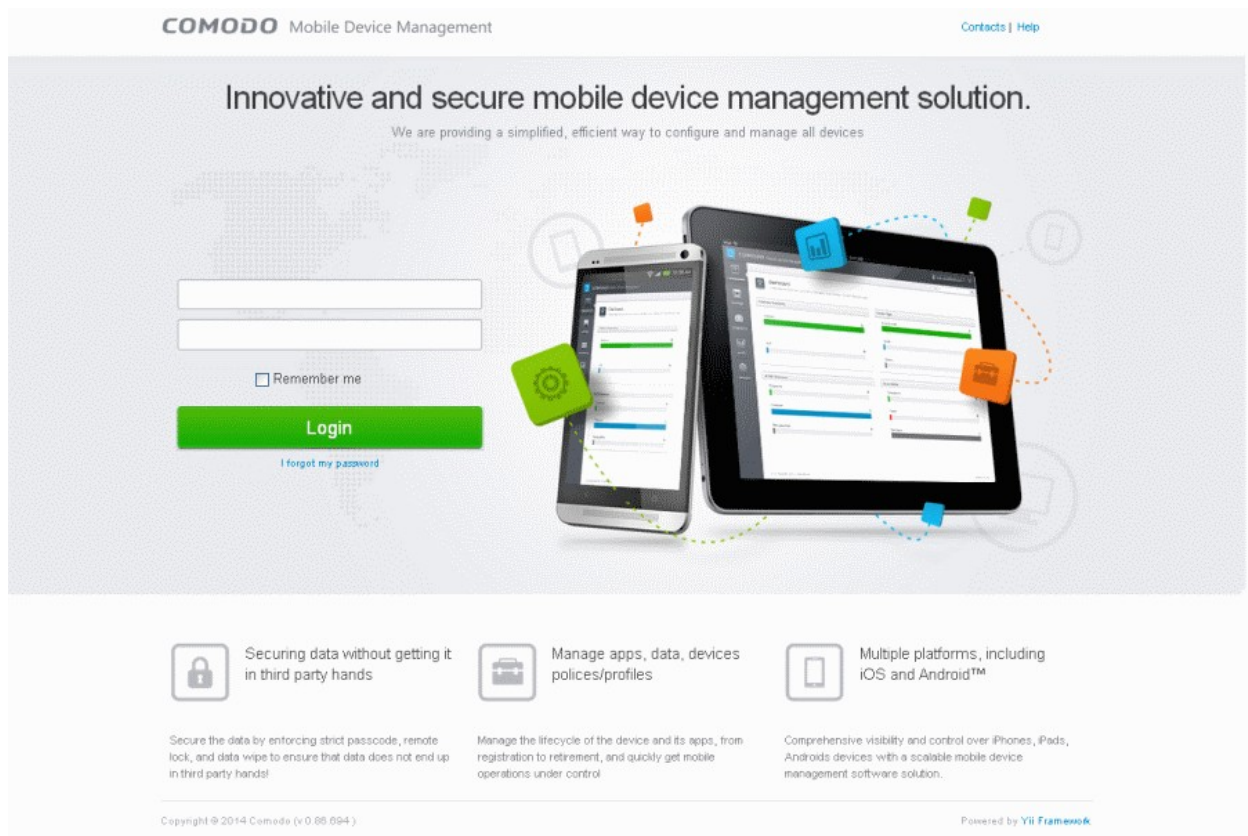 COMODO Mobile Device Management
Contacts | Help
Innovative and secure mobile device management solution.
We are providing a simplified, efficient way to configure and manage all devices
Remember me
Login
I forgot my password
Securing data without getting it
in third party hands
Secure the data by enforcing strict passcode, remote
lock, and data wipe to ensure that data does not end up
in third party hands!
Manage apps, data, devices
polices/profiles
Manage the lifecycle of the device and its apps, from
registration to retirement, and quickly get mobile
operations under control
Multiple platforms, including
iOS and Android™
Comprehensive visibility and control over iPhones, iPads,
Androids devices with a scalable mobile device
management software solution.
Copyright © 2014 Comodo (v 0.86.694 )
Powered by Yii Framework